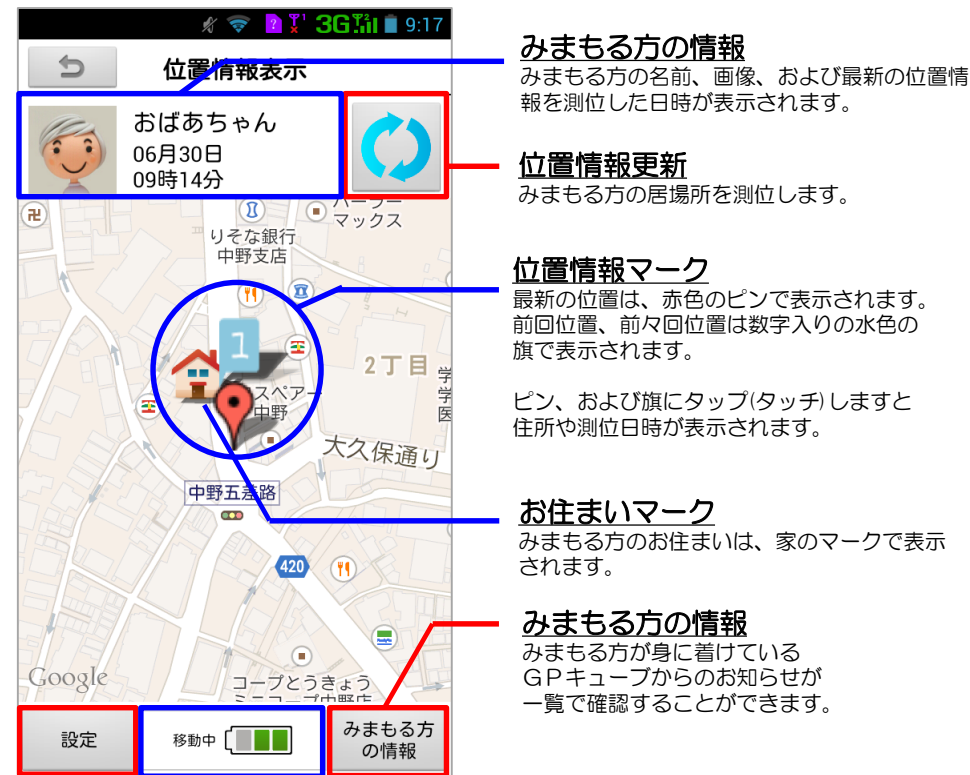 3G 9:17
位置情報表示
おばあちゃん
06月30日
09時14分
パーラー
マックス
りそな銀行
中野支店
1
2丁目
学
学
医
スペアー
中野
大久保通り
中野五差路
420
Google
コープとうきょう
ミニコープ中野店
設定
移動中
みまもる方
の情報
みまもる方の情報
みまもる方の名前、画像、および最新の位置情
報を測位した日時が表示されます。
位置情報更新
みまもる方の居場所を測位します。
位置情報マーク
最新の位置は、赤色のピンで表示されます。
前回位置、前々回位置は数字入りの水色の
旗で表示されます。
ピン、および旗にタップ(タッチ)しますと
住所や測位日時が表示されます。
お住まいマーク
みまもる方のお住まいは、家のマークで表示
されます。
みまもる方の情報
みまもる方が身に着けている
GPキューブからのお知らせが
一覧で確認することができます。